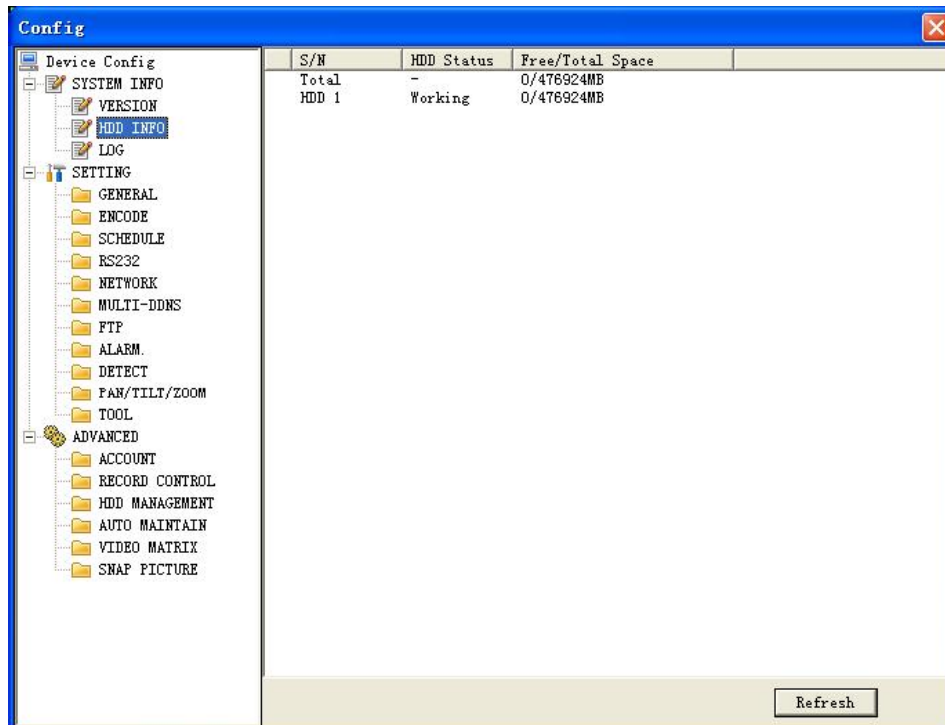 Config
Device Config
SYSTEM INFO
VERSION
HDD INFO
LOG
SETTING
GENERAL
ENCODE
SCHEDULE
RS232
NETWORK
MULTI-DDNS
FTP
ALARM.
DETECT
PAN/TILT/ZOOM
TOOL
ADVANCED
ACCOUNT
RECORD CONTROL
HDD MANAGEMENT
AUTO MAINTAIN
VIDEO MATRIX
SNAP PICTURE
S/N HDD Status Free/Total Space
Total - 0/476924MB
HDD 1 Working 0/476924MB
Refresh